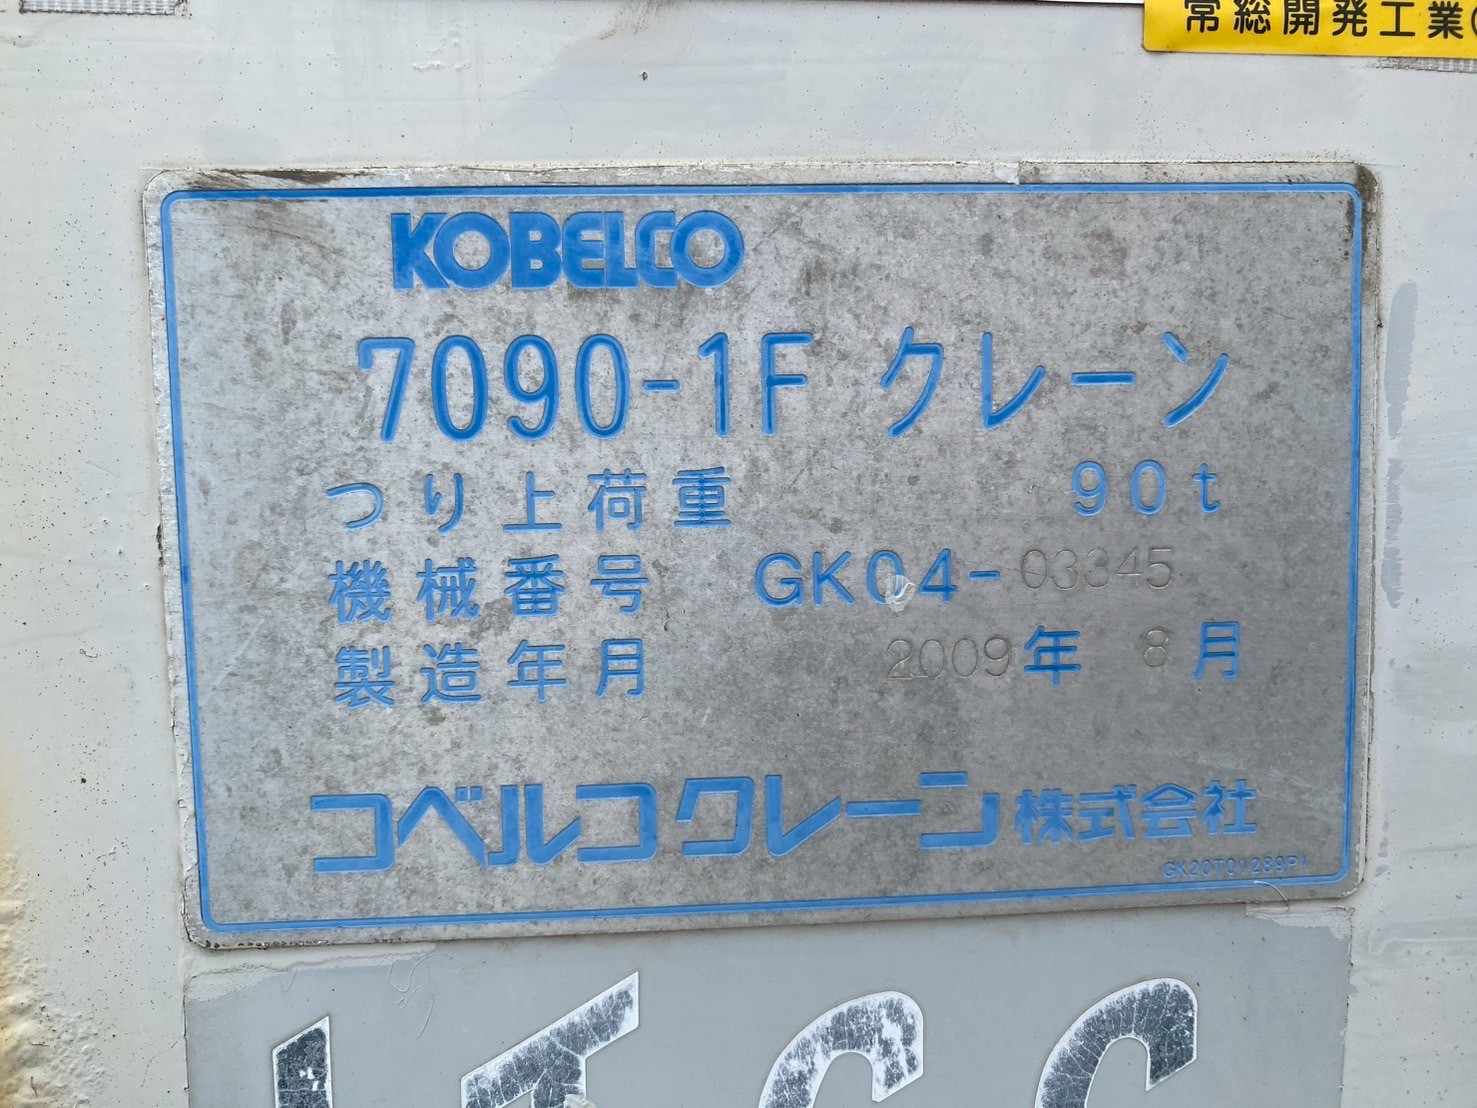 常総開発工業(
KOBELCO
7090-1F クレーン
つり上荷重 90t
機械番号 GK04-03345
製造年月 2009年 8月
コベルコクレーン株式会社
GK20T01289P1